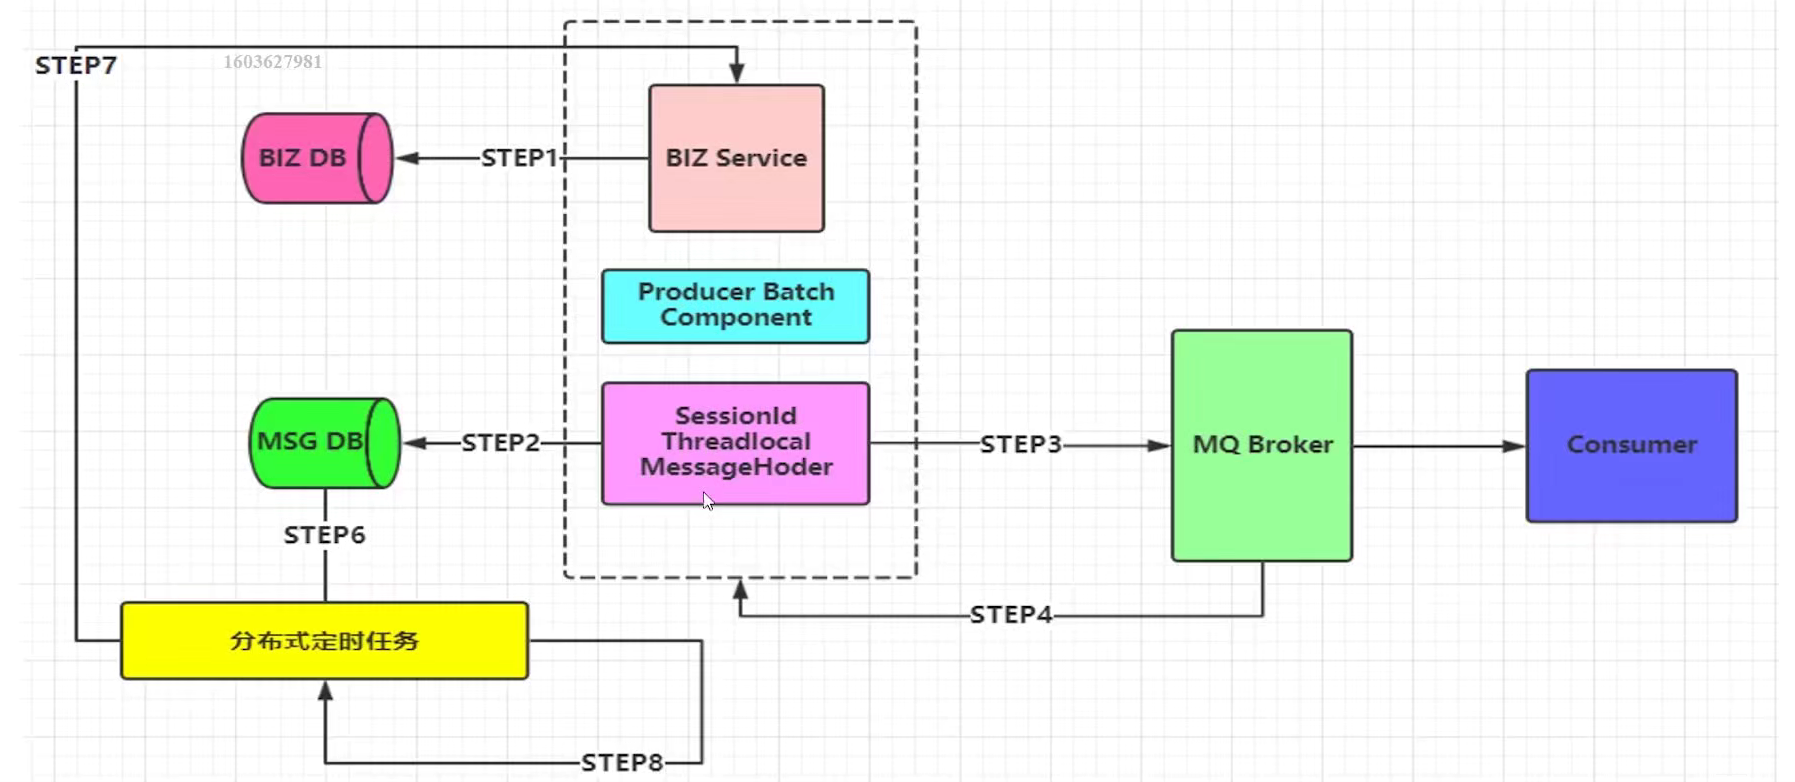 STEP7
1603627981
BIZ DB
STEP1
BIZ Service
Producer Batch
Component
SessionId
Threadlocal
MessageHoder
MSG DB
STEP2
STEP3
MQ Broker
Consumer
STEP6
STEP4
分布式定时任务
STEP8